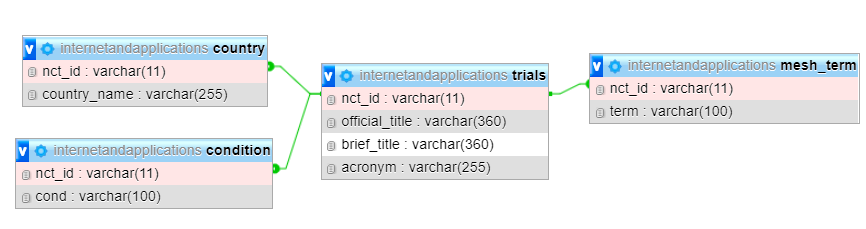 v internetandapplications country
nct_id : varchar(11)
country_name : varchar(255)
v internetandapplications condition
nct_id : varchar(11)
cond : varchar(100)
v internetandapplications trials
nct_id : varchar(11)
official_title : varchar(360)
brief_title : varchar(360)
acronym : varchar(255)
v internetandapplications mesh_term
nct_id : varchar(11)
term : varchar(100)